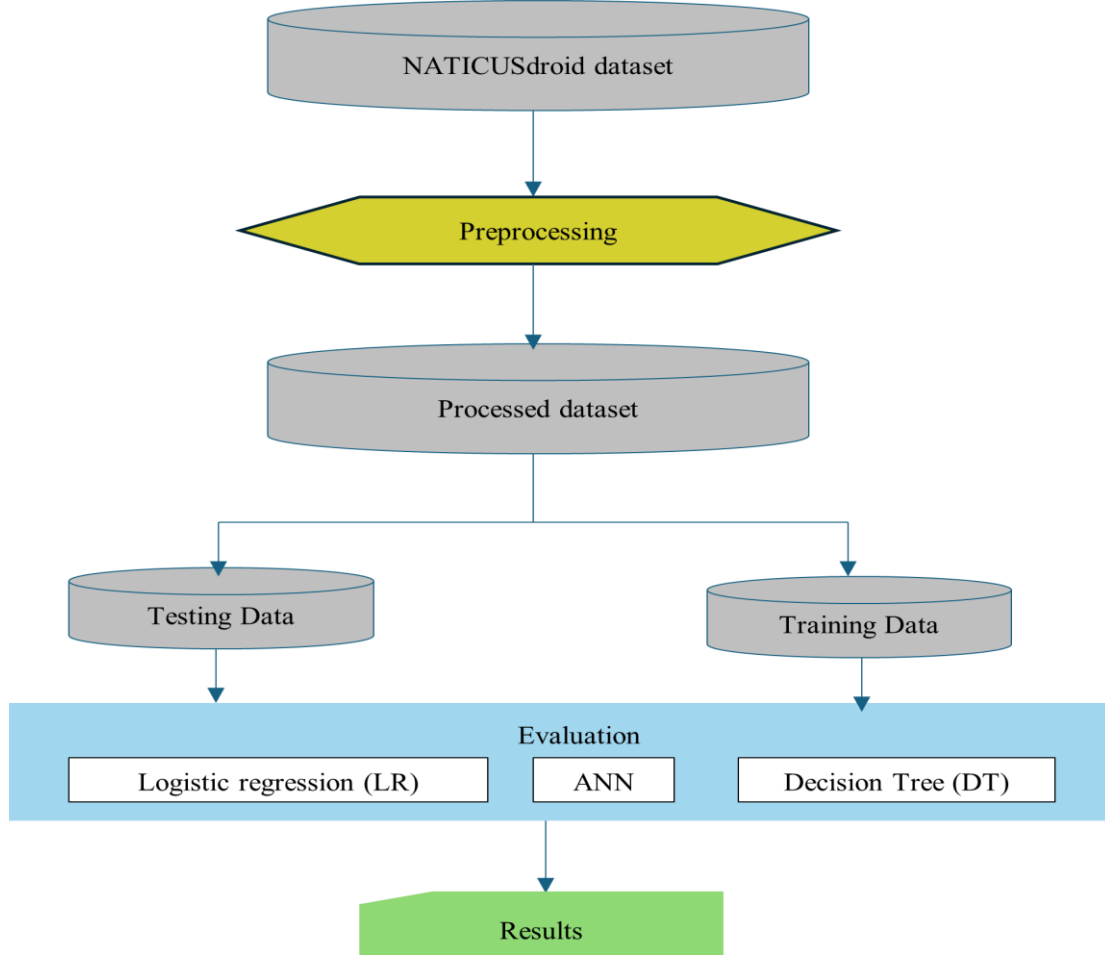 NATICUSdroid dataset
Preprocessing
Processed dataset
Testing Data
Training Data
Evaluation
Logistic regression (LR)
ANN
Decision Tree (DT)
Results